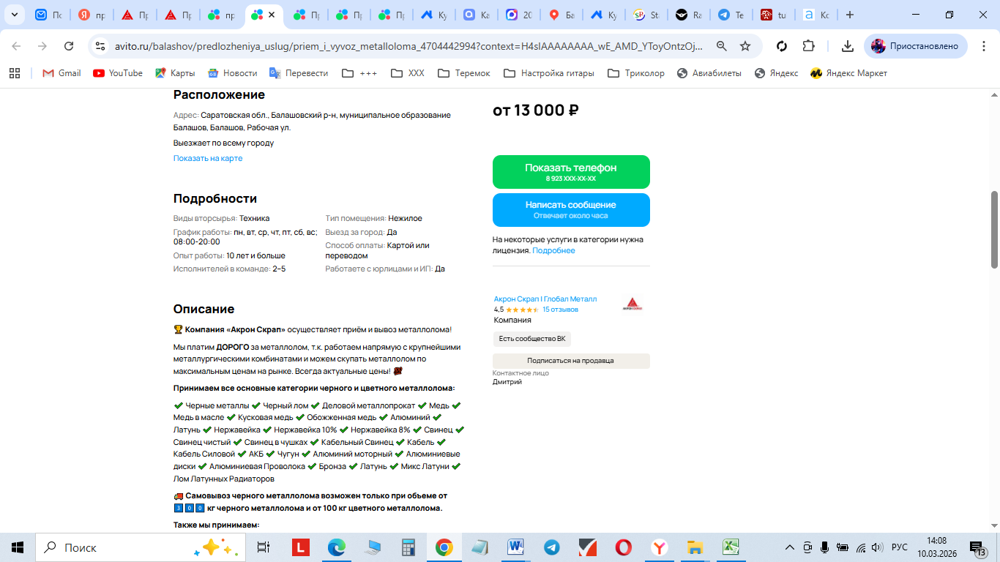 По
пр
Пр
Пр
пр
Пр
Пр
Пр
Ку
Ка
20
Ба
Ку
St
Ra
Те
tu
Ко
avito.ru/balashov/predlozheniya_uslug/priem_i_vyvoz_metalloloma_4704442994?context=H4sIAAAAAAAA_wE_AMD_YToyOntzOj...
Приостановлено
Gmail
YouTube
Карты
Новости
Перевести
+++
XXX
Теремок
Настройка гитары
Триколор
Авиабилеты
Яндекс
Яндекс Маркет
Расположение
Адрес: Саратовская обл., Балашовский р-н, муниципальное образование
Балашов, Балашов, Рабочая ул.
Выезжает по всему городу
Показать на карте
Подробности
Виды вторсырья: Техника
График работы: пн, вт, ср, чт, пт, сб, вс;
08:00-20:00
Опыт работы: 10 лет и больше
Исполнителей в команде: 2–5
Тип помещения: Нежилое
Выезд за город: Да
Способ оплаты: Картой или
переводом
Работаете с юрлицами и ИП: Да
Описание
🏆 Компания «Акрон Скрап» осуществляет приём и вывоз металлолома!
Мы платим ДОРОГО за металлолом, т.к. работаем напрямую с крупнейшими
металлургическими комбинатами и можем скупать металлолом по
максимальным ценам на рынке. Всегда актуальные цены! 💯
Принимаем все основные категории черного и цветного металлолома:
✔ Черные металлы ✔ Черный лом ✔ Деловой металлопрокат ✔ Медь ✔
Медь в масле ✔ Кусковая медь ✔ Обожженная медь ✔ Алюминий ✔
Латунь ✔ Нержавейка ✔ Нержавейка 10% ✔ Нержавейка 8% ✔ Свинец ✔
Свинец чистый ✔ Свинец в чушках ✔ Кабельный Свинец ✔ Кабель ✔
Кабель Силовой ✔ АКБ ✔ Чугун ✔ Алюминий моторный ✔ Алюминиевые
диски ✔ Алюминиевая Проволока ✔ Бронза ✔ Латунь ✔ Микс Латуни ✔
Лом Латунных Радиаторов
🚚 Самовывоз черного металлолома возможен только при объеме от
3️⃣0️⃣0️⃣ кг черного металлолома и от 100 кг цветного металлолома.
Также мы принимаем:
от 13 000 ₽
Показать телефон
8 923 XXX-XX-XX
Написать сообщение
Отвечает около часа
На некоторые услуги в категории нужна
лицензия. Подробнее
Акрон Скрап | Глобал Металл
4,5 15 отзывов
Компания
Есть сообщество ВК
Подписаться на продавца
Контактное лицо
Дмитрий
Поиск
РУС
14:08
10.03.2026
13